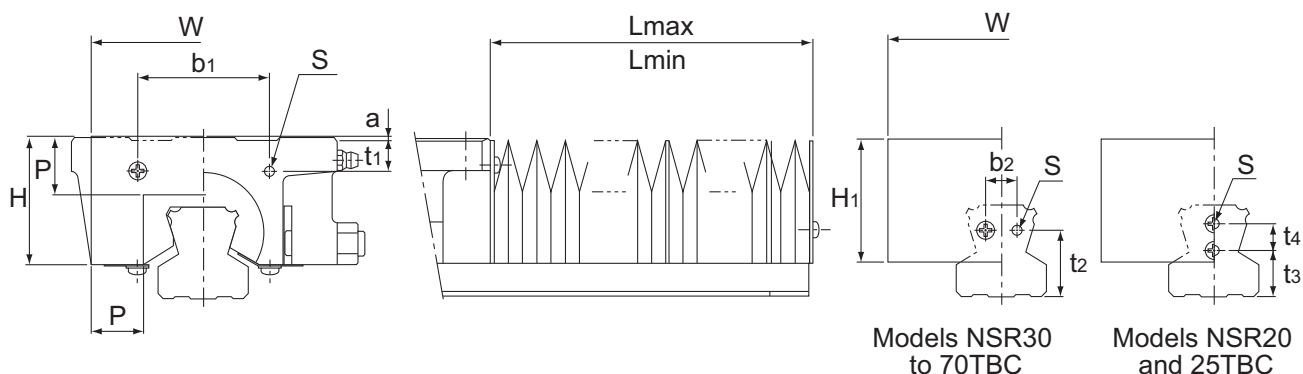 W
b1
S
a
t1
P
H
P
Lmax
Lmin
W
H1
b2
S
t2
Models NSR30
to 70TBC
S
t4
t3
Models NSR20
and 25TBC